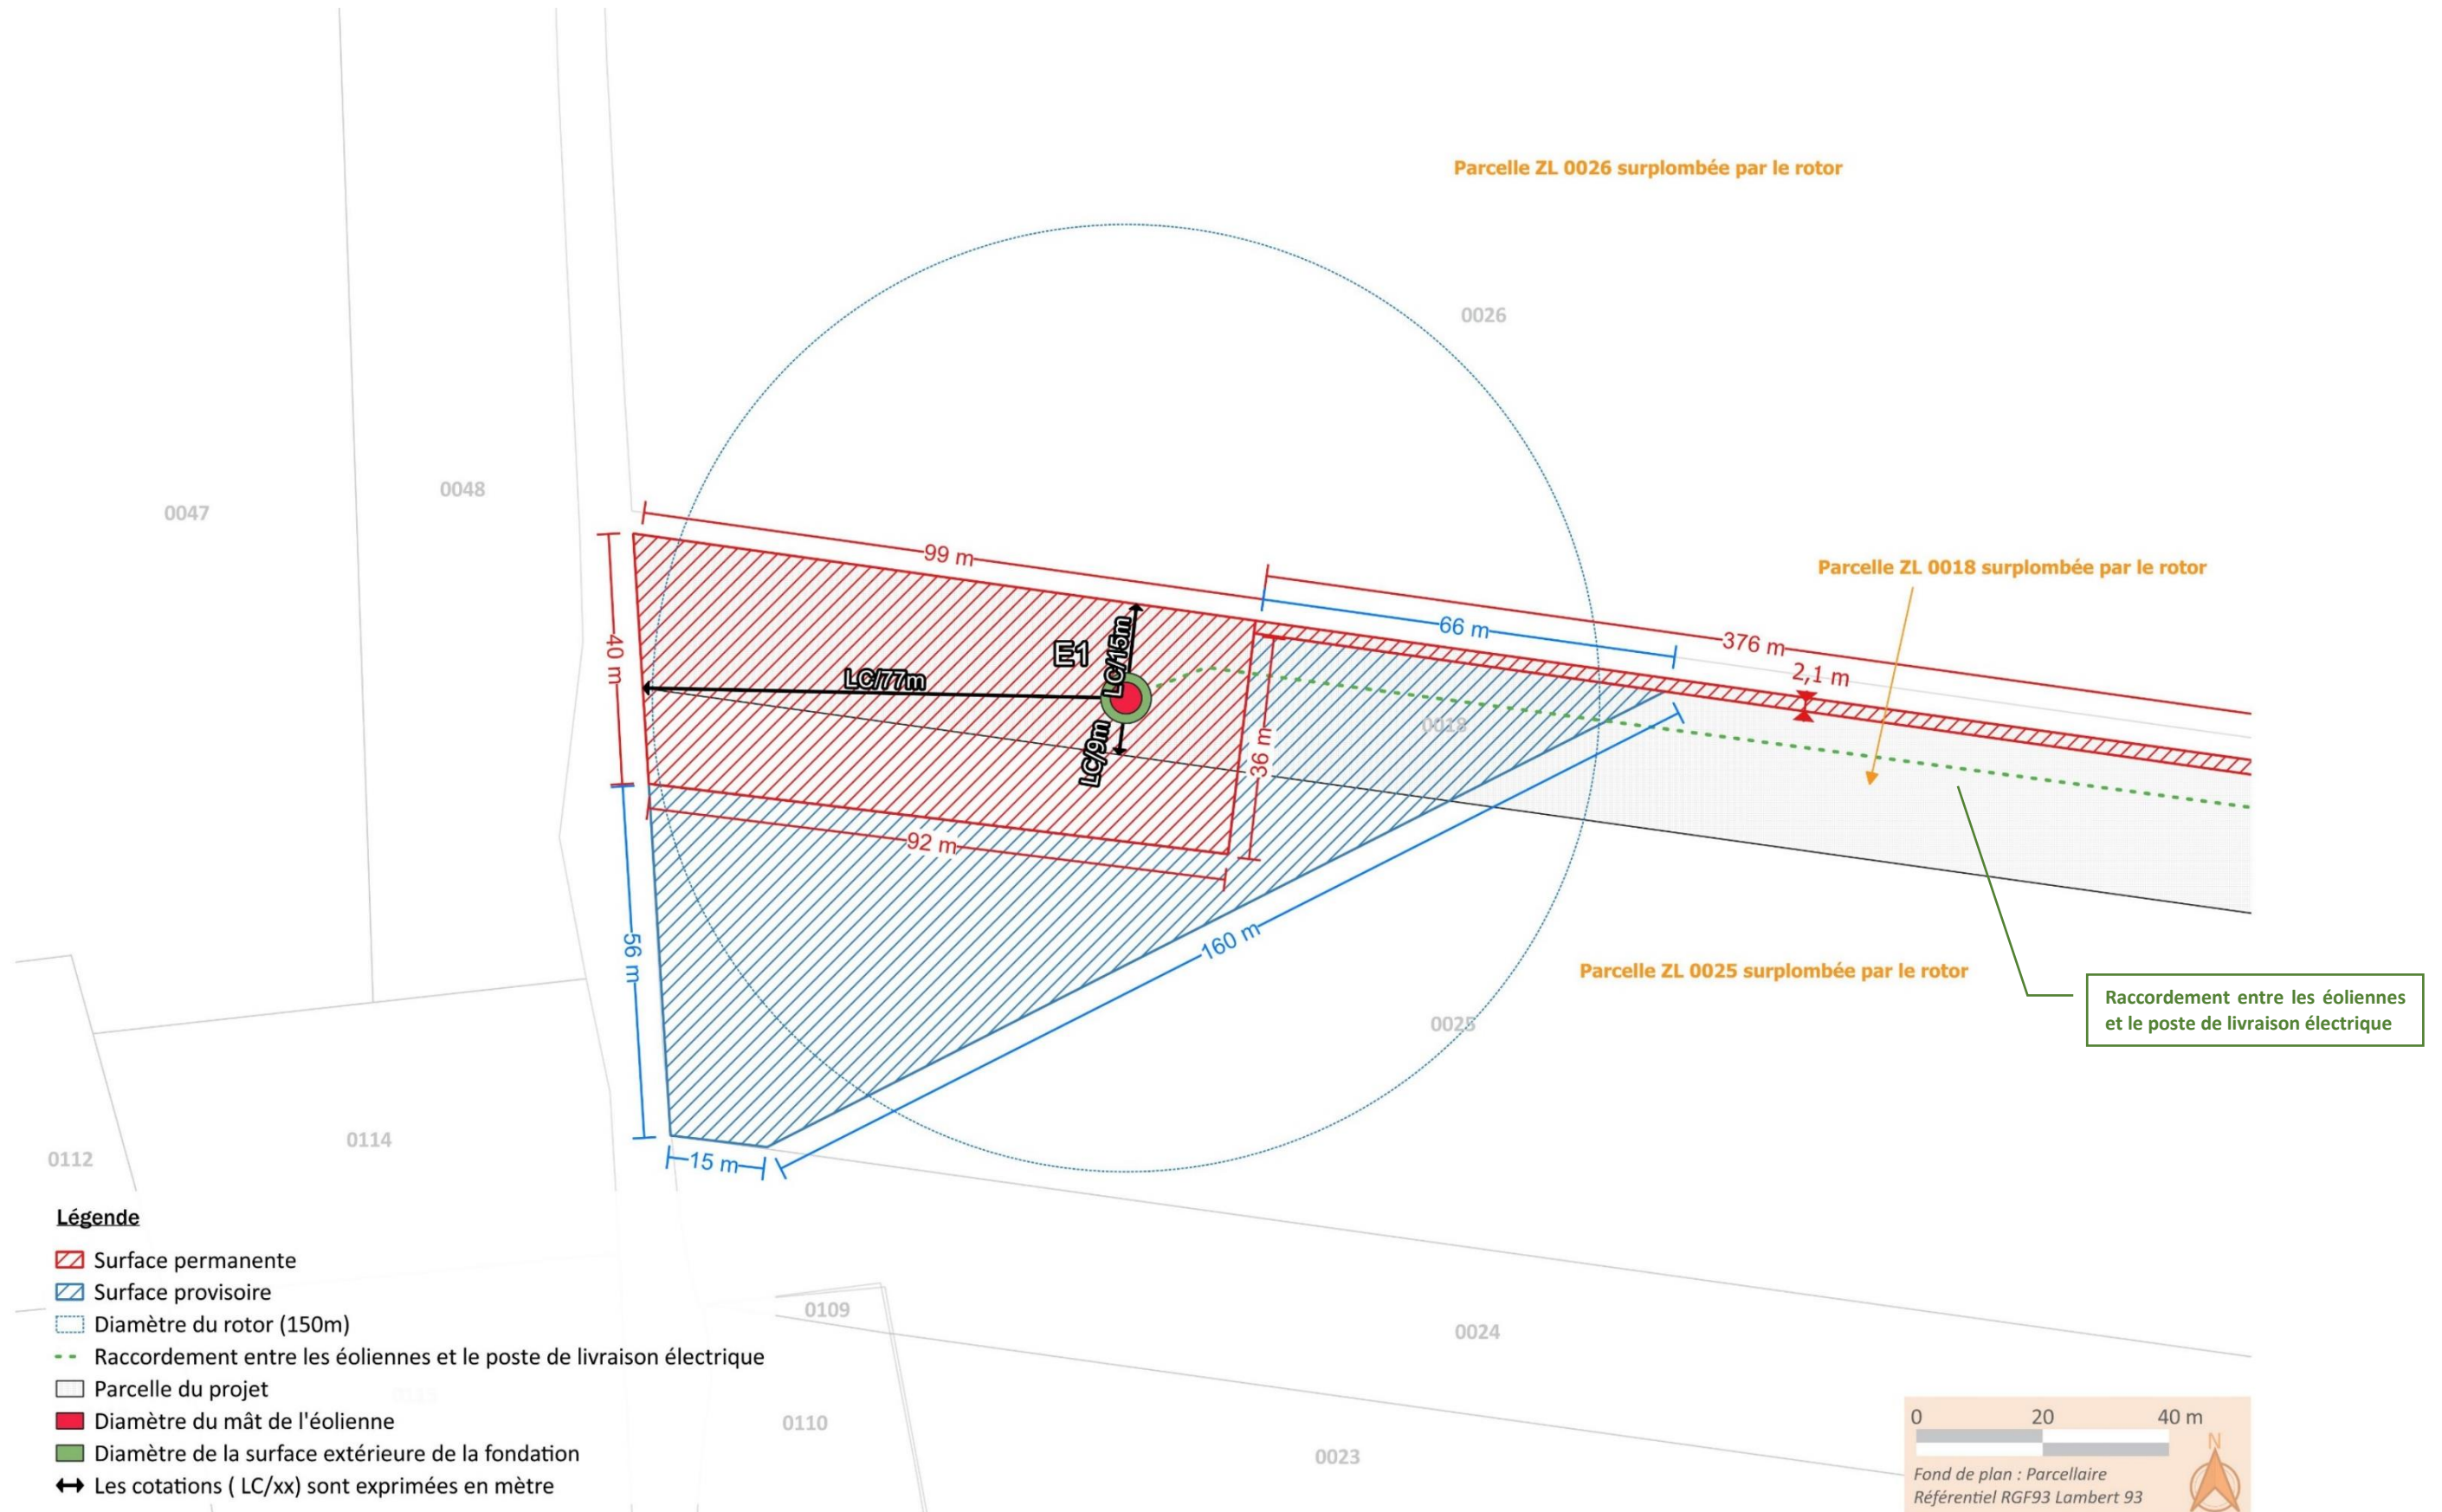 Parcelle ZL 0026 surplombée par le rotor
0026
0048
0047
99 m
Parcelle ZL 0018 surplombée par le rotor
66 m
376 m
2,1 m
40 m
E1
LC/15m
LC/77m
0018
LC/9m
36 m
92 m
56 m
160 m
Parcelle ZL 0025 surplombée par le rotor
Raccordement entre les éoliennes
et le poste de livraison électrique
0025
0114
0112
15 m
Légende
Surface permanente
Surface provisoire
Diamètre du rotor (150m)
Raccordement entre les éoliennes et le poste de livraison électrique
Parcelle du projet
Diamètre du mât de l'éolienne
Diamètre de la surface extérieure de la fondation
Les cotations ( LC/xx) sont exprimées en mètre
0109
0024
0110
0023
0 20 40 m
N
Fond de plan : Parcellaire
Référentiel RGF93 Lambert 93